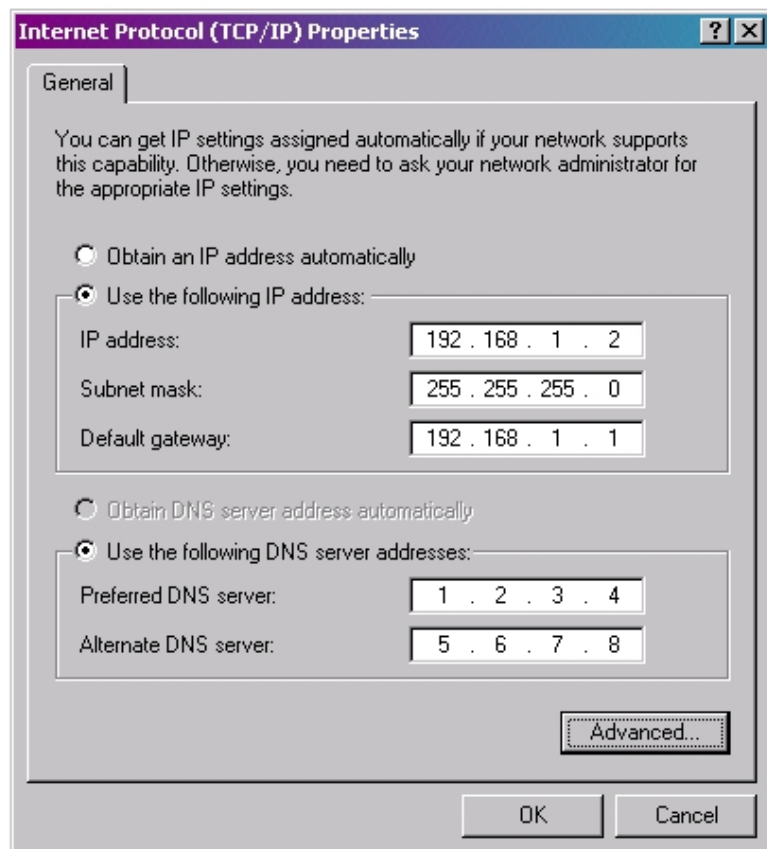 Internet Protocol (TCP/IP) Properties
General
You can get IP settings assigned automatically if your network supports
this capability. Otherwise, you need to ask your network administrator for
the appropriate IP settings.
Obtain an IP address automatically
Use the following IP address:
IP address: 192 . 168 . 1 . 2
Subnet mask: 255 . 255 . 255 . 0
Default gateway: 192 . 168 . 1 . 1
Obtain DNS server address automatically
Use the following DNS server addresses:
Preferred DNS server: 1 . 2 . 3 . 4
Alternate DNS server: 5 . 6 . 7 . 8
Advanced...
OK Cancel